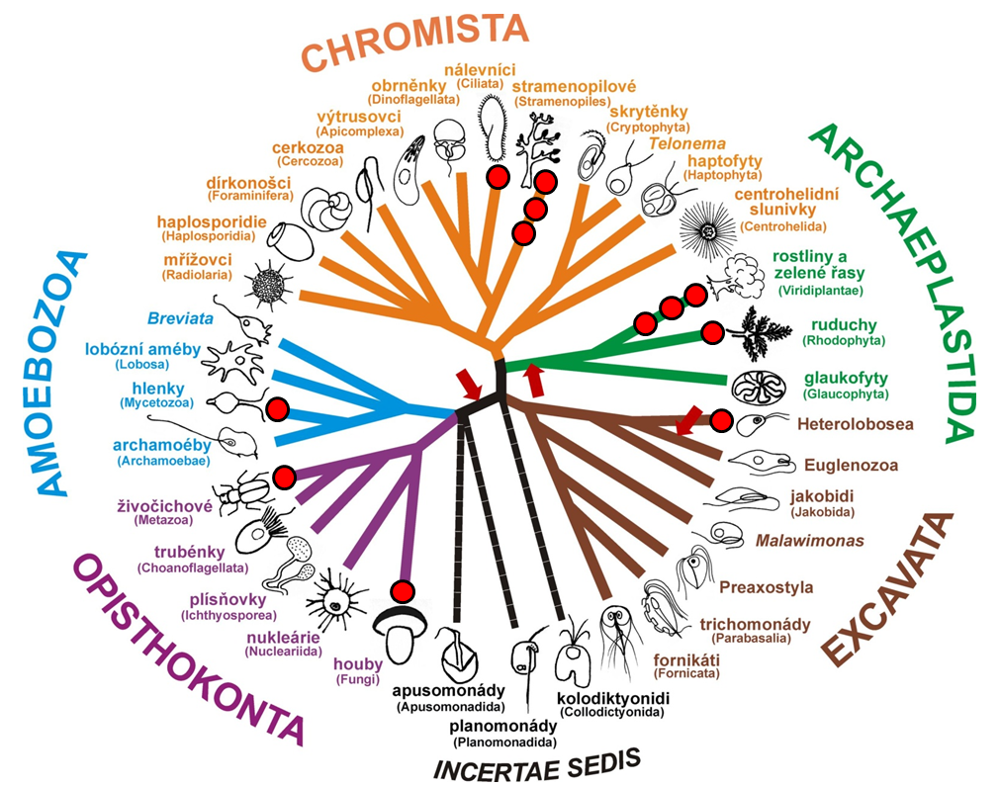 CHROMISTA
nálevníci
(Ciliata)
obrněnky
(Dinoflagellata)
stramenopilové
(Stramenopiles)
výtrusovci
(Apicomplexa)
skrytěnky
(Cryptophyta)
cerkozoa
(Cercozoa)
Telonema
haptofyty
(Haptophyta)
dírkonošci
(Foraminifera)
centrohelidní
slunivky
(Centrohelida)
haplosporidie
(Haplosporidia)
mřížovci
(Radiolaria)
ARCHAEPLASTIDA
rostliny a
zelené řasy
(Viridiplantae)
ruduchy
(Rhodophyta)
glaukofyty
(Glaucophyta)
AMOEBOZOA
Breviata
lobózní améby
(Lobosa)
hlenky
(Mycetozoa)
archamoéby
(Archamoebae)
EXCAVATA
Heterolobosea
Euglenozoa
jakobidi
(Jakobida)
Malawimonas
Preaxostyla
trichomonády
(Parabasalia)
fornikáti
(Fornicata)
OPISTHOKONTA
živočichové
(Metazoa)
trubénky
(Choanoflagellata)
plísňovky
(Ichthyosporea)
nukleárie
(Nucleariida)
houby
(Fungi)
apusomonády
(Apusomonadida)
planomonády
(Planomonadida)
kolodiktyonidi
(Collodictyonida)
INCERTAE SEDIS